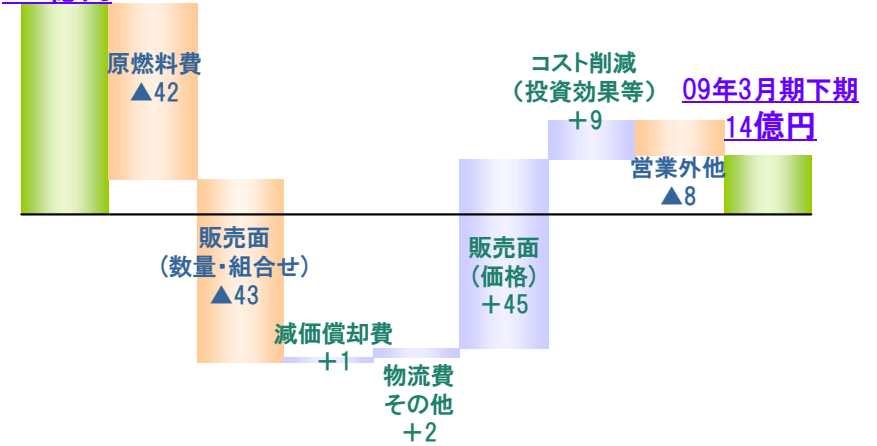 原燃料費
▲42
販売面
（数量・組合せ）
▲43
減価償却費
＋1
物流費
その他
＋2
販売面
（価格）
＋45
コスト削減
（投資効果等）
＋9
営業外他
▲8
09年3月期下期
14億円